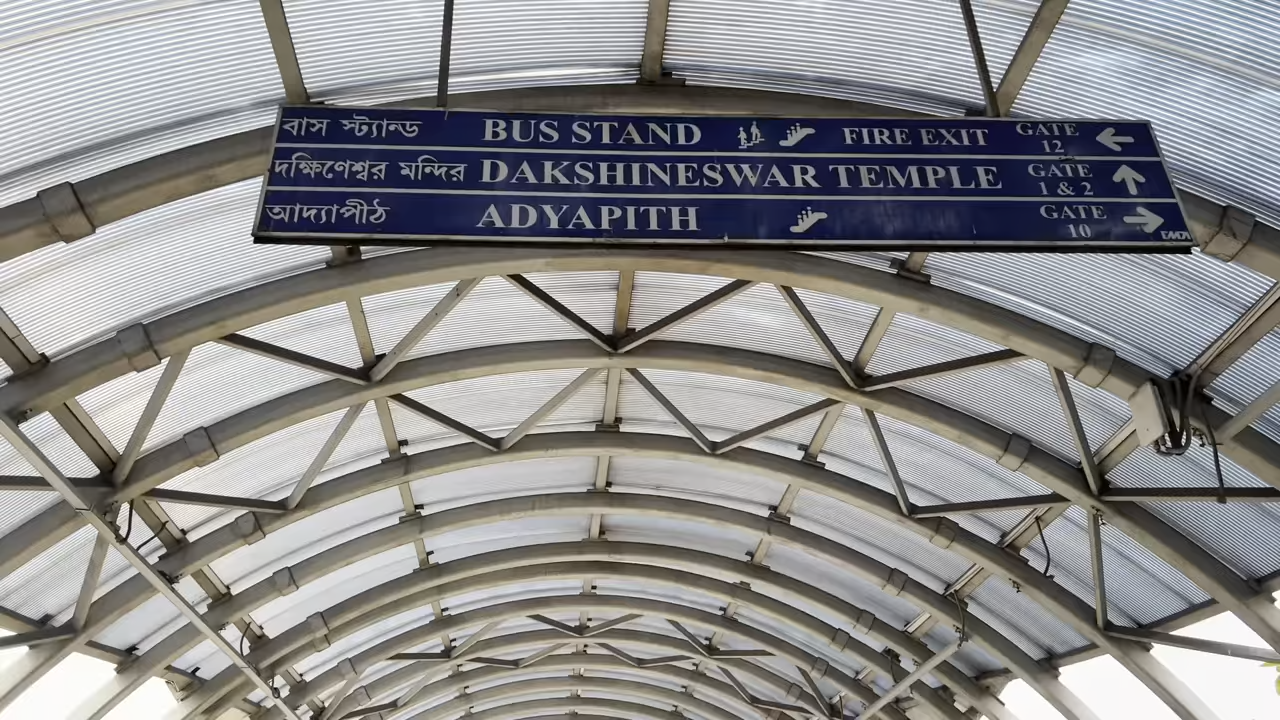 বাস স্ট্যান্ড BUS STAND FIRE EXIT GATE 12
দক্ষিণেশ্বর মন্দির DAKSHINESWAR TEMPLE GATE 1 & 2
আদ্যাপীঠ ADYAPITH GATE 10